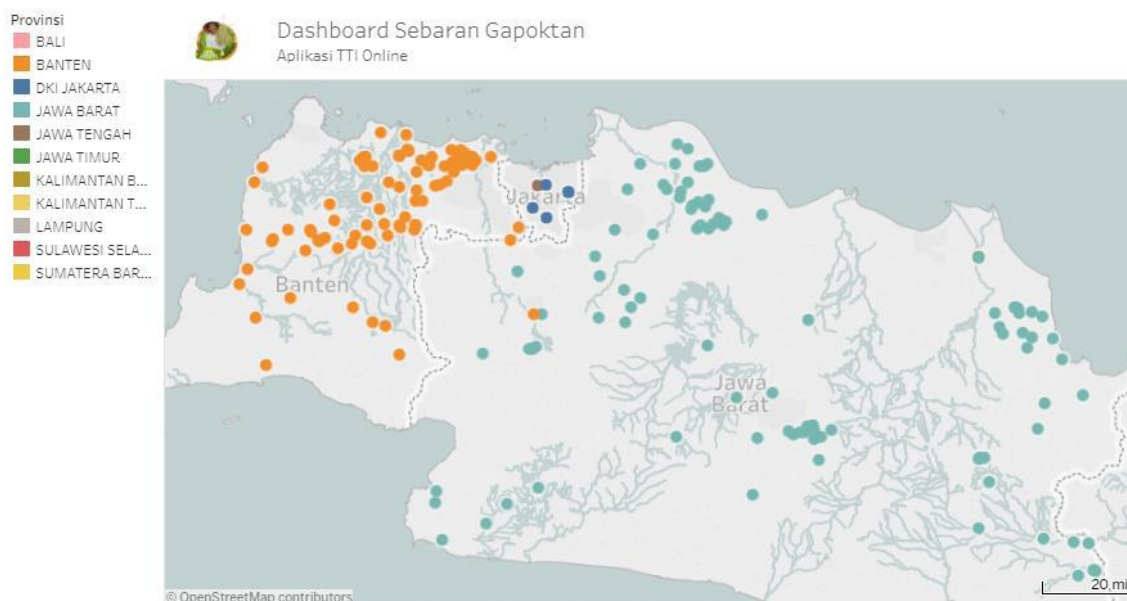 Provinsi
BALI
BANTEN
DKI JAKARTA
JAWA BARAT
JAWA TENGAH
JAWA TIMUR
KALIMANTAN B...
KALIMANTAN T...
LAMPUNG
SULAWESI SELA...
SUMATERA BAR...
Dashboard Sebaran Gapoktan
Aplikasi TTI Online
Jakarta
Banten
Jawa
Barat
20 mi
© OpenStreetMap contributors